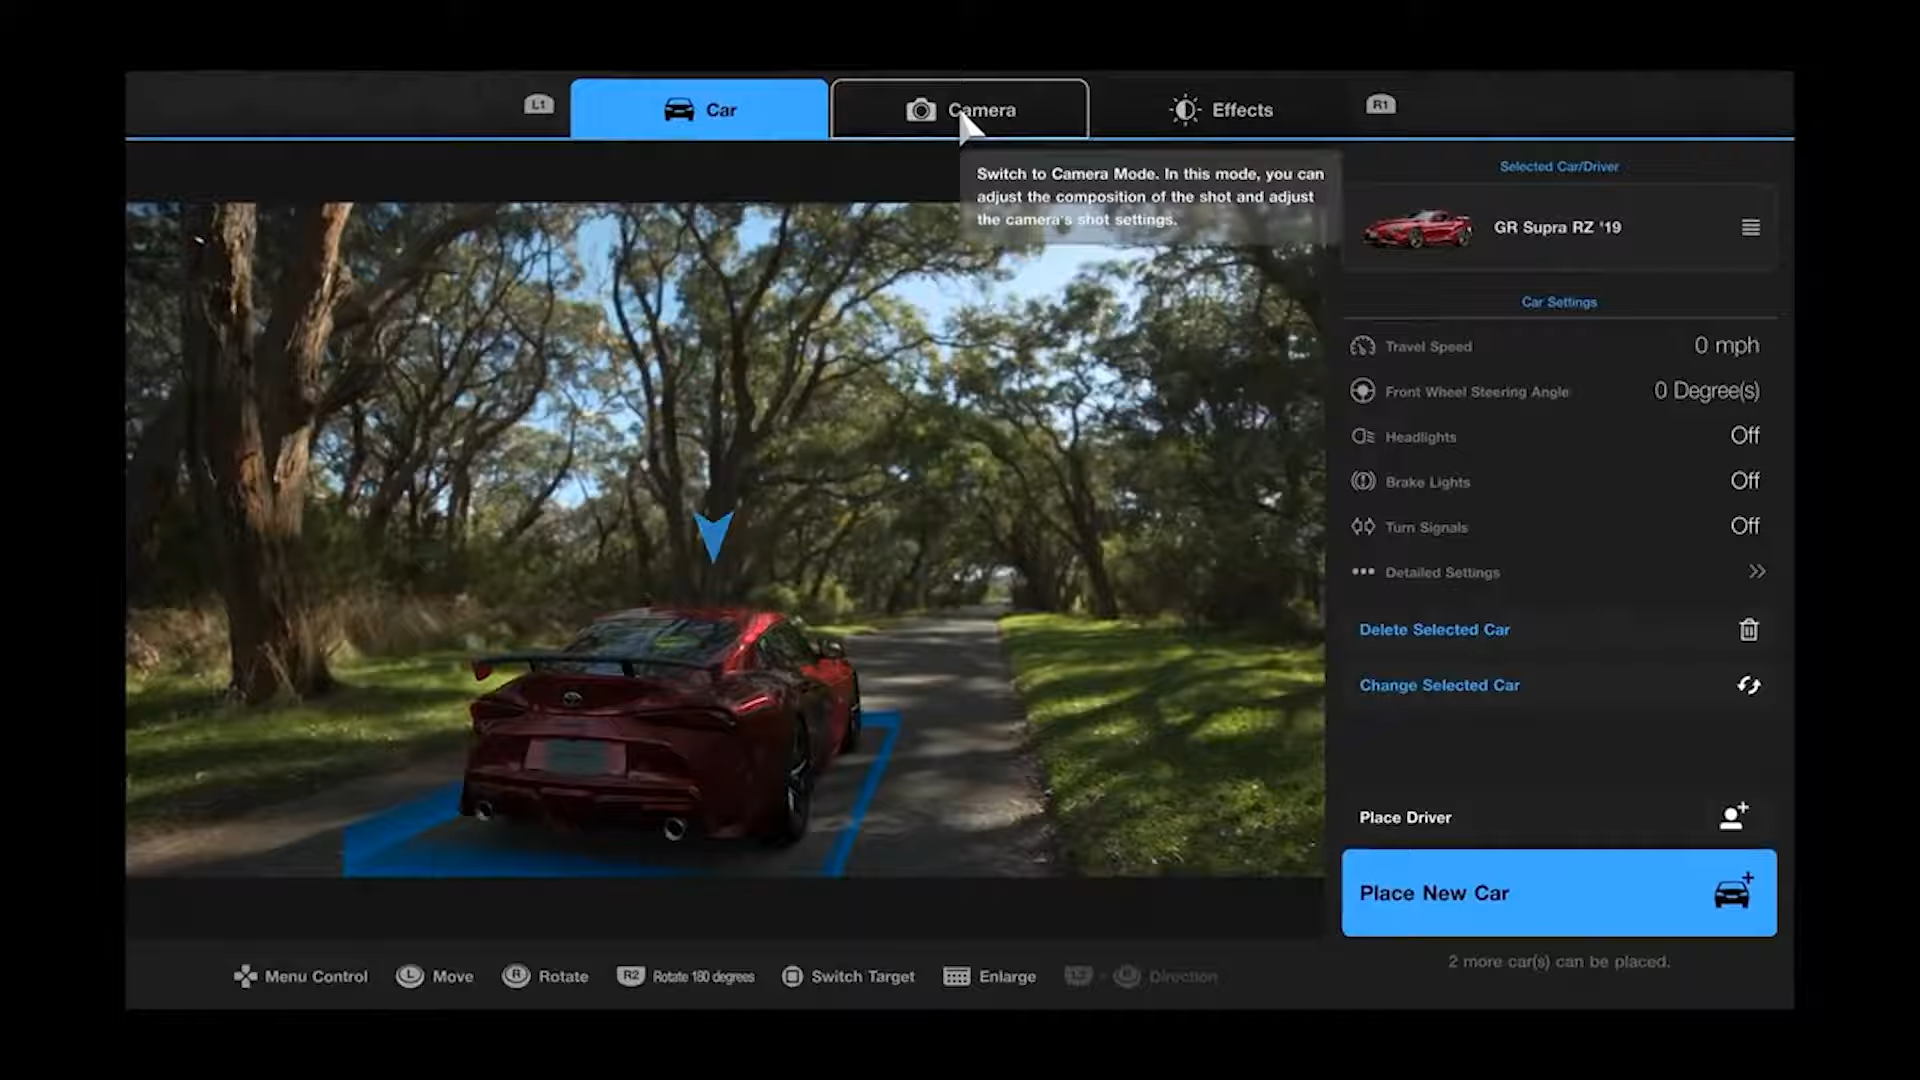 L1
Car
Camera
Effects
R1
Switch to Camera Mode. In this mode, you can
adjust the composition of the shot and adjust
the camera's shot settings.
Selected Car/Driver
GR Supra RZ '19
Car Settings
Travel Speed 0 mph
Front Wheel Steering Angle 0 Degree(s)
Headlights Off
Brake Lights Off
Turn Signals Off
Detailed Settings
Delete Selected Car
Change Selected Car
Place Driver
Place New Car
2 more car(s) can be placed.
Menu Control L Move R Rotate R2 Rotate 180 degrees Switch Target Enlarge Direction